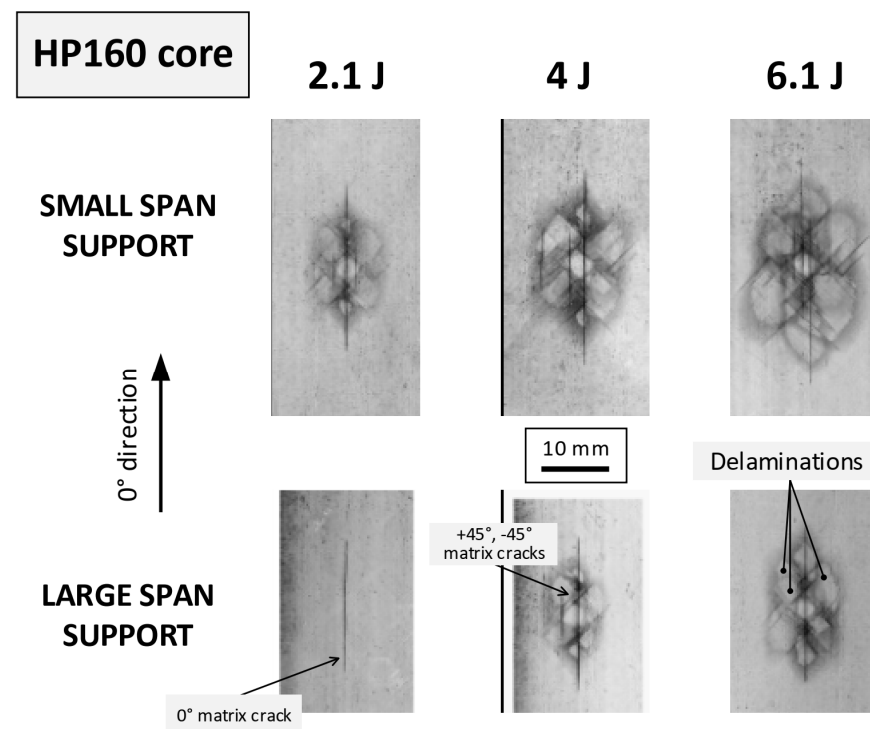 HP160 core
2.1 J
4 J
6.1 J
SMALL SPAN
SUPPORT
0° direction
10 mm
Delaminations
+45°, -45°
matrix cracks
LARGE SPAN
SUPPORT
0° matrix crack